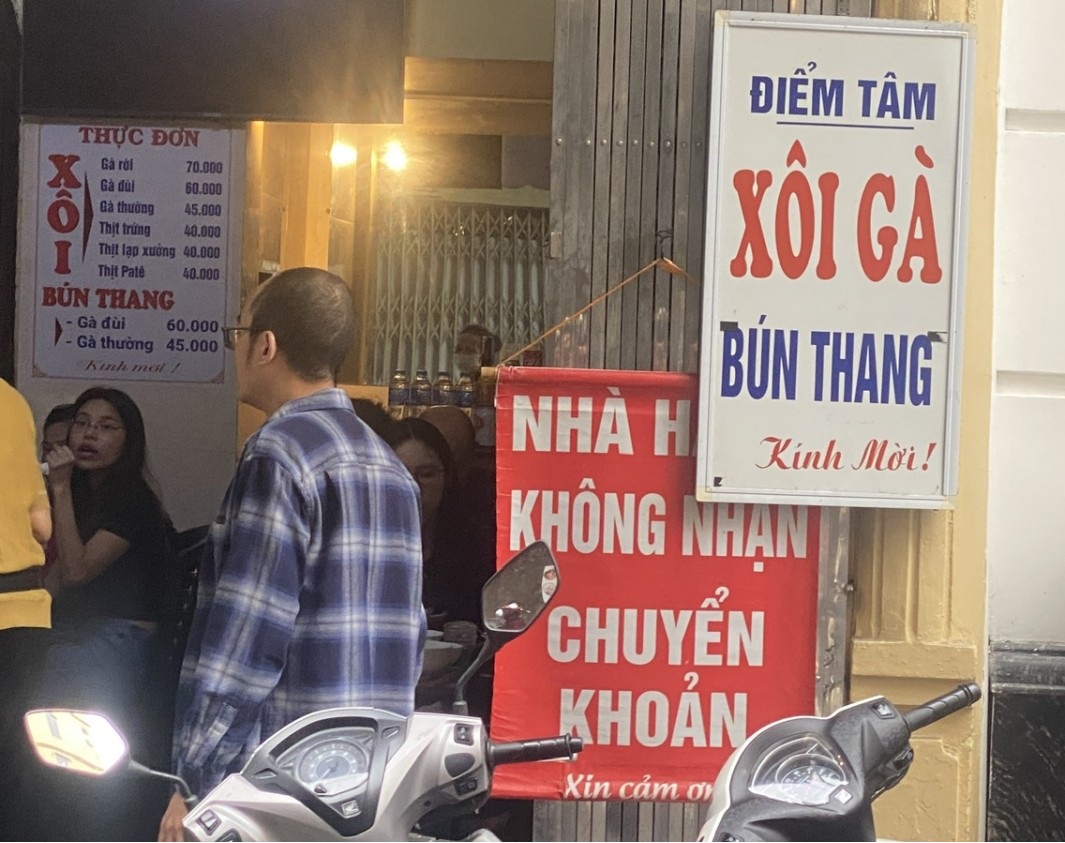 THỰC ĐƠN
XÔI
Gà rời 70.000
Gà đùi 60.000
Gà thường 45.000
Thịt trứng 40.000
Thịt lạp xưởng 40.000
Thịt Patê 40.000
BÚN THANG
- Gà đùi 60.000
- Gà thường 45.000
Kính mời!
ĐIỂM TÂM
XÔI GÀ
BÚN THANG
Kính Mời!
NHÀ H
KHÔNG NHẬN
CHUYỂN
KHOẢN
Xin cảm ơn